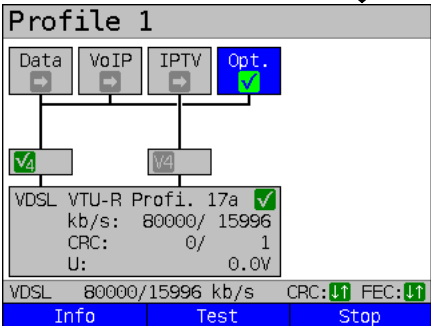 Profile 1
Data VoIP IPTV Opt.
V4 V4
VDSL VTU-R Profi. 17a
kb/s: 80000/ 15996
CRC: 0/ 1
U: 0.0V
VDSL 80000/15996 kb/s CRC: FEC:
Info Test Stop